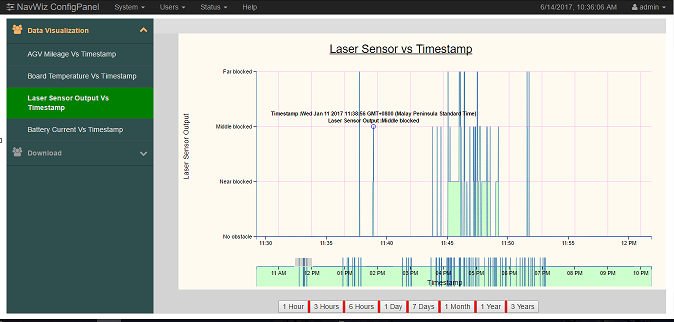 NavWiz ConfigPanel System Users Status Help 6/14/2017, 10:36:06 AM admin
Data Visualization
AGV Mileage Vs Timestamp
Board Temperature Vs Timestamp
Laser Sensor Output Vs
Timestamp
Battery Current Vs Timestamp
Download
Laser Sensor vs Timestamp
Laser Sensor Output
Far blocked
Middle blocked
Near blocked
No obstacle
Timestamp :Wed Jan 11 2017 11:38:56 GMT+0800 (Malay Peninsula Standard Time)
Laser Sensor Output :Middle blocked
11:30 11:35 11:40 11:45 11:50 11:55 12 PM
11 AM 12 PM 01 PM 02 PM 03 PM 04 PM 05 PM 06 PM 07 PM 08 PM 09 PM 10 PM
Timestamp
1 Hour 3 Hours 6 Hours 1 Day 7 Days 1 Month 1 Year 3 Years